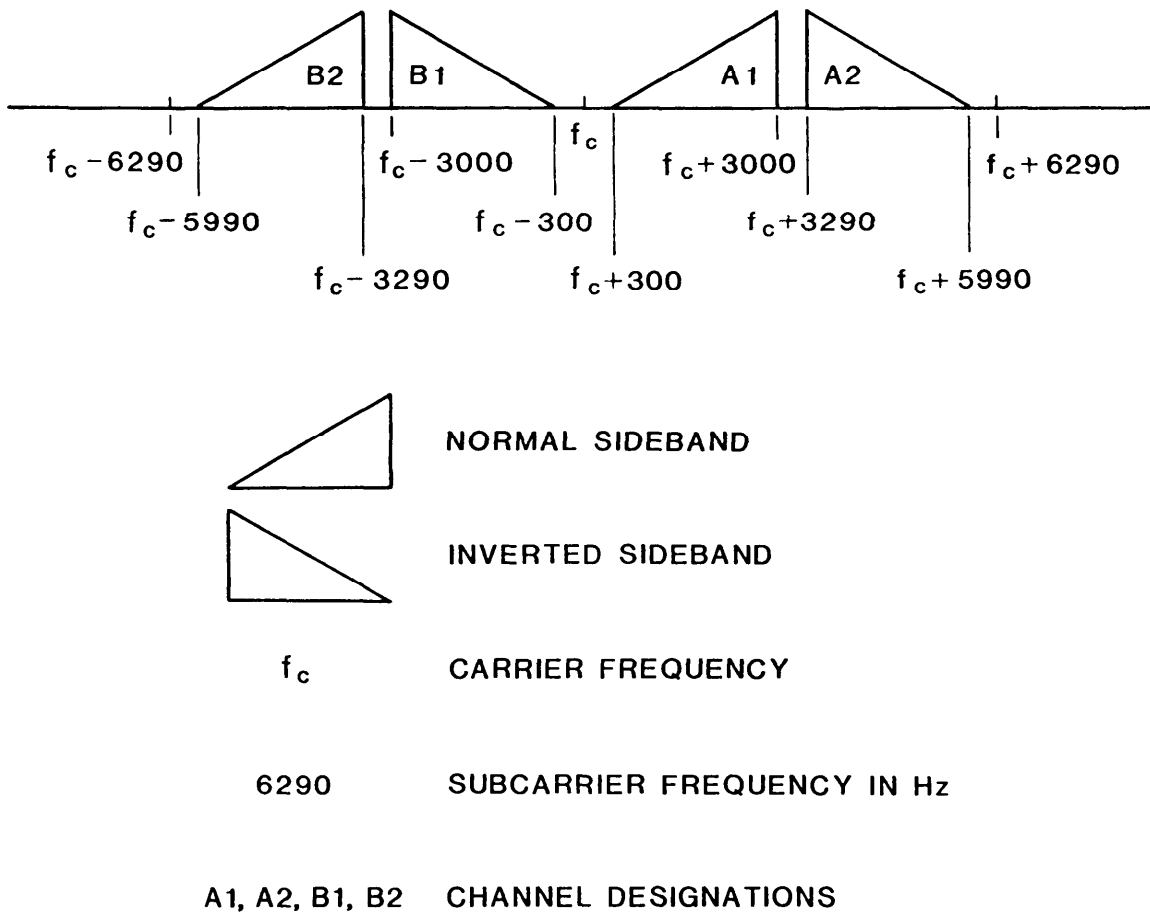 B2 B1 A1 A2
f_c
f_c−6290 f_c−3000 f_c+3000 f_c+6290
f_c−5990 f_c−300 f_c+3290
f_c−3290 f_c+300 f_c+5990
NORMAL SIDEBAND
INVERTED SIDEBAND
f_c CARRIER FREQUENCY
6290 SUBCARRIER FREQUENCY IN Hz
A1, A2, B1, B2 CHANNEL DESIGNATIONS